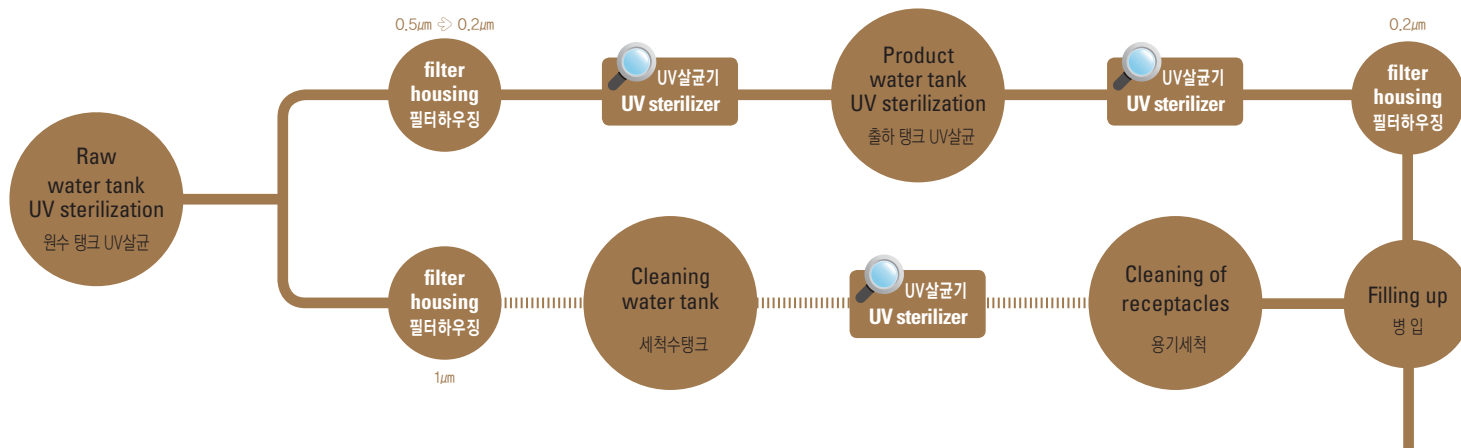 Raw
water tank
UV sterilization
원수 탱크 UV살균
0.5㎛ ➪ 0.2㎛
filter
housing
필터하우징
UV살균기
UV sterilizer
Product
water tank
UV sterilization
출하 탱크 UV살균
UV살균기
UV sterilizer
0.2㎛
filter
housing
필터하우징
filter
housing
필터하우징
1㎛
Cleaning
water tank
세척수탱크
UV살균기
UV sterilizer
Cleaning of
receptacles
용기세척
Filling up
병 입